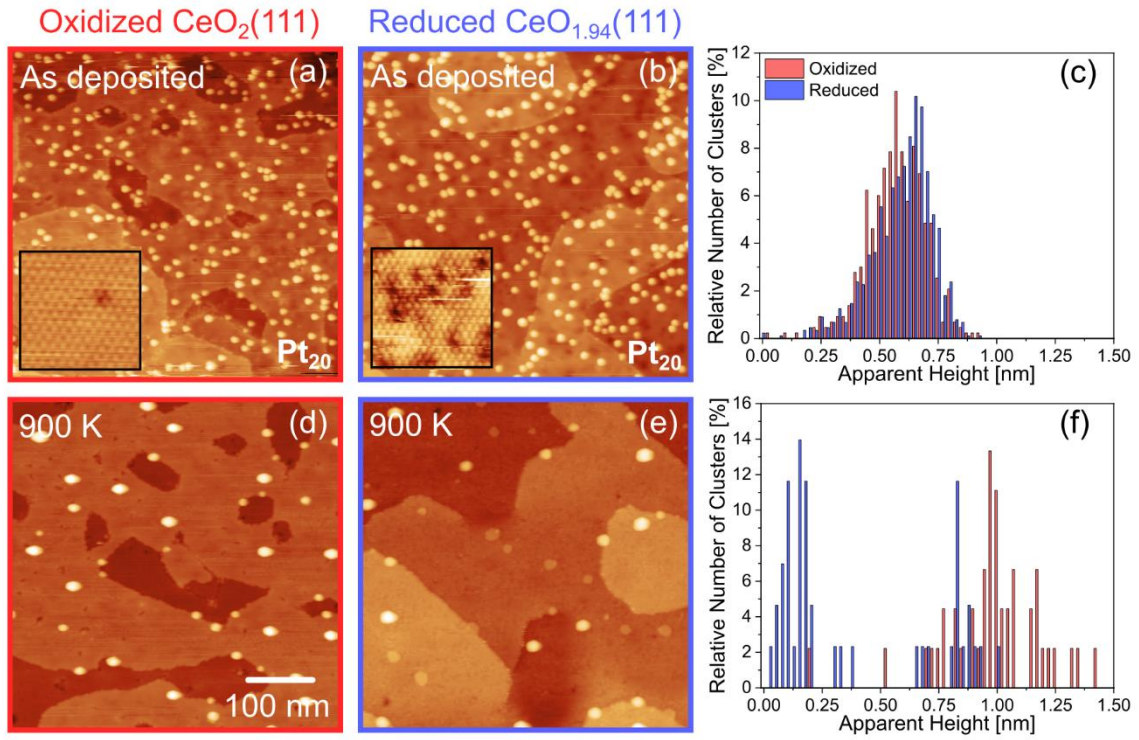 Oxidized CeO₂(111)
Reduced CeO₁.₉₄(111)
As deposited (a)
Pt₂₀
As deposited (b)
Pt₂₀
(c)
Oxidized
Reduced
12
10
8
6
4
2
0
Relative Number of Clusters [%]
0.00 0.25 0.50 0.75 1.00 1.25 1.50
Apparent Height [nm]
900 K (d)
100 nm
900 K (e)
(f)
16
14
12
10
8
6
4
2
0
Relative Number of Clusters [%]
0.00 0.25 0.50 0.75 1.00 1.25 1.50
Apparent Height [nm]